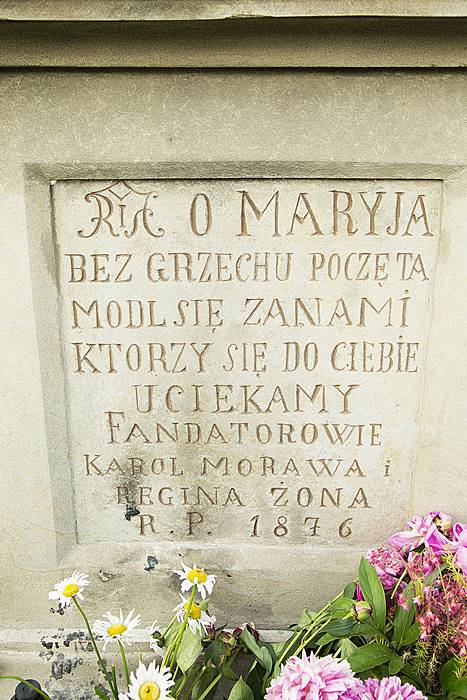 O MARYJA
BEZ GRZECHU POCZĘTA
MODL SIĘ ZANAMI
KTORZY SIĘ DO CIEBIE
UCIEKAMY
FANDATOROWIE
KAROL MORAWA i
REGINA ŻONA
R. P. 1876